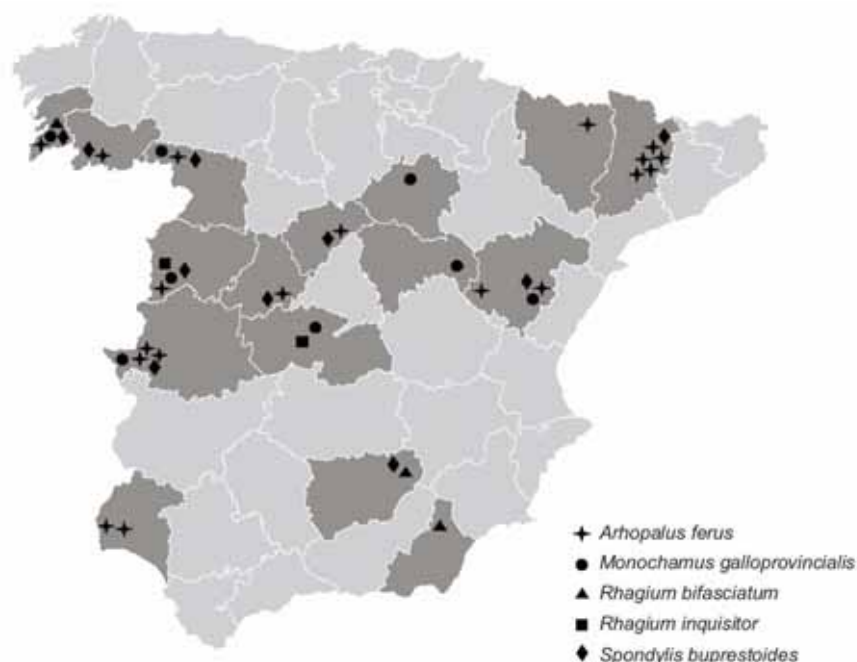 Arhopalus ferus
Monochamus galloprovincialis
Rhagium bifasciatum
Rhagium inquisitor
Spondylis buprestoides